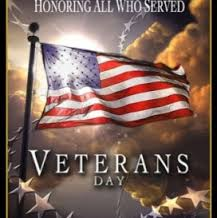 HONORING ALL WHO SERVED
VETERANS
DAY